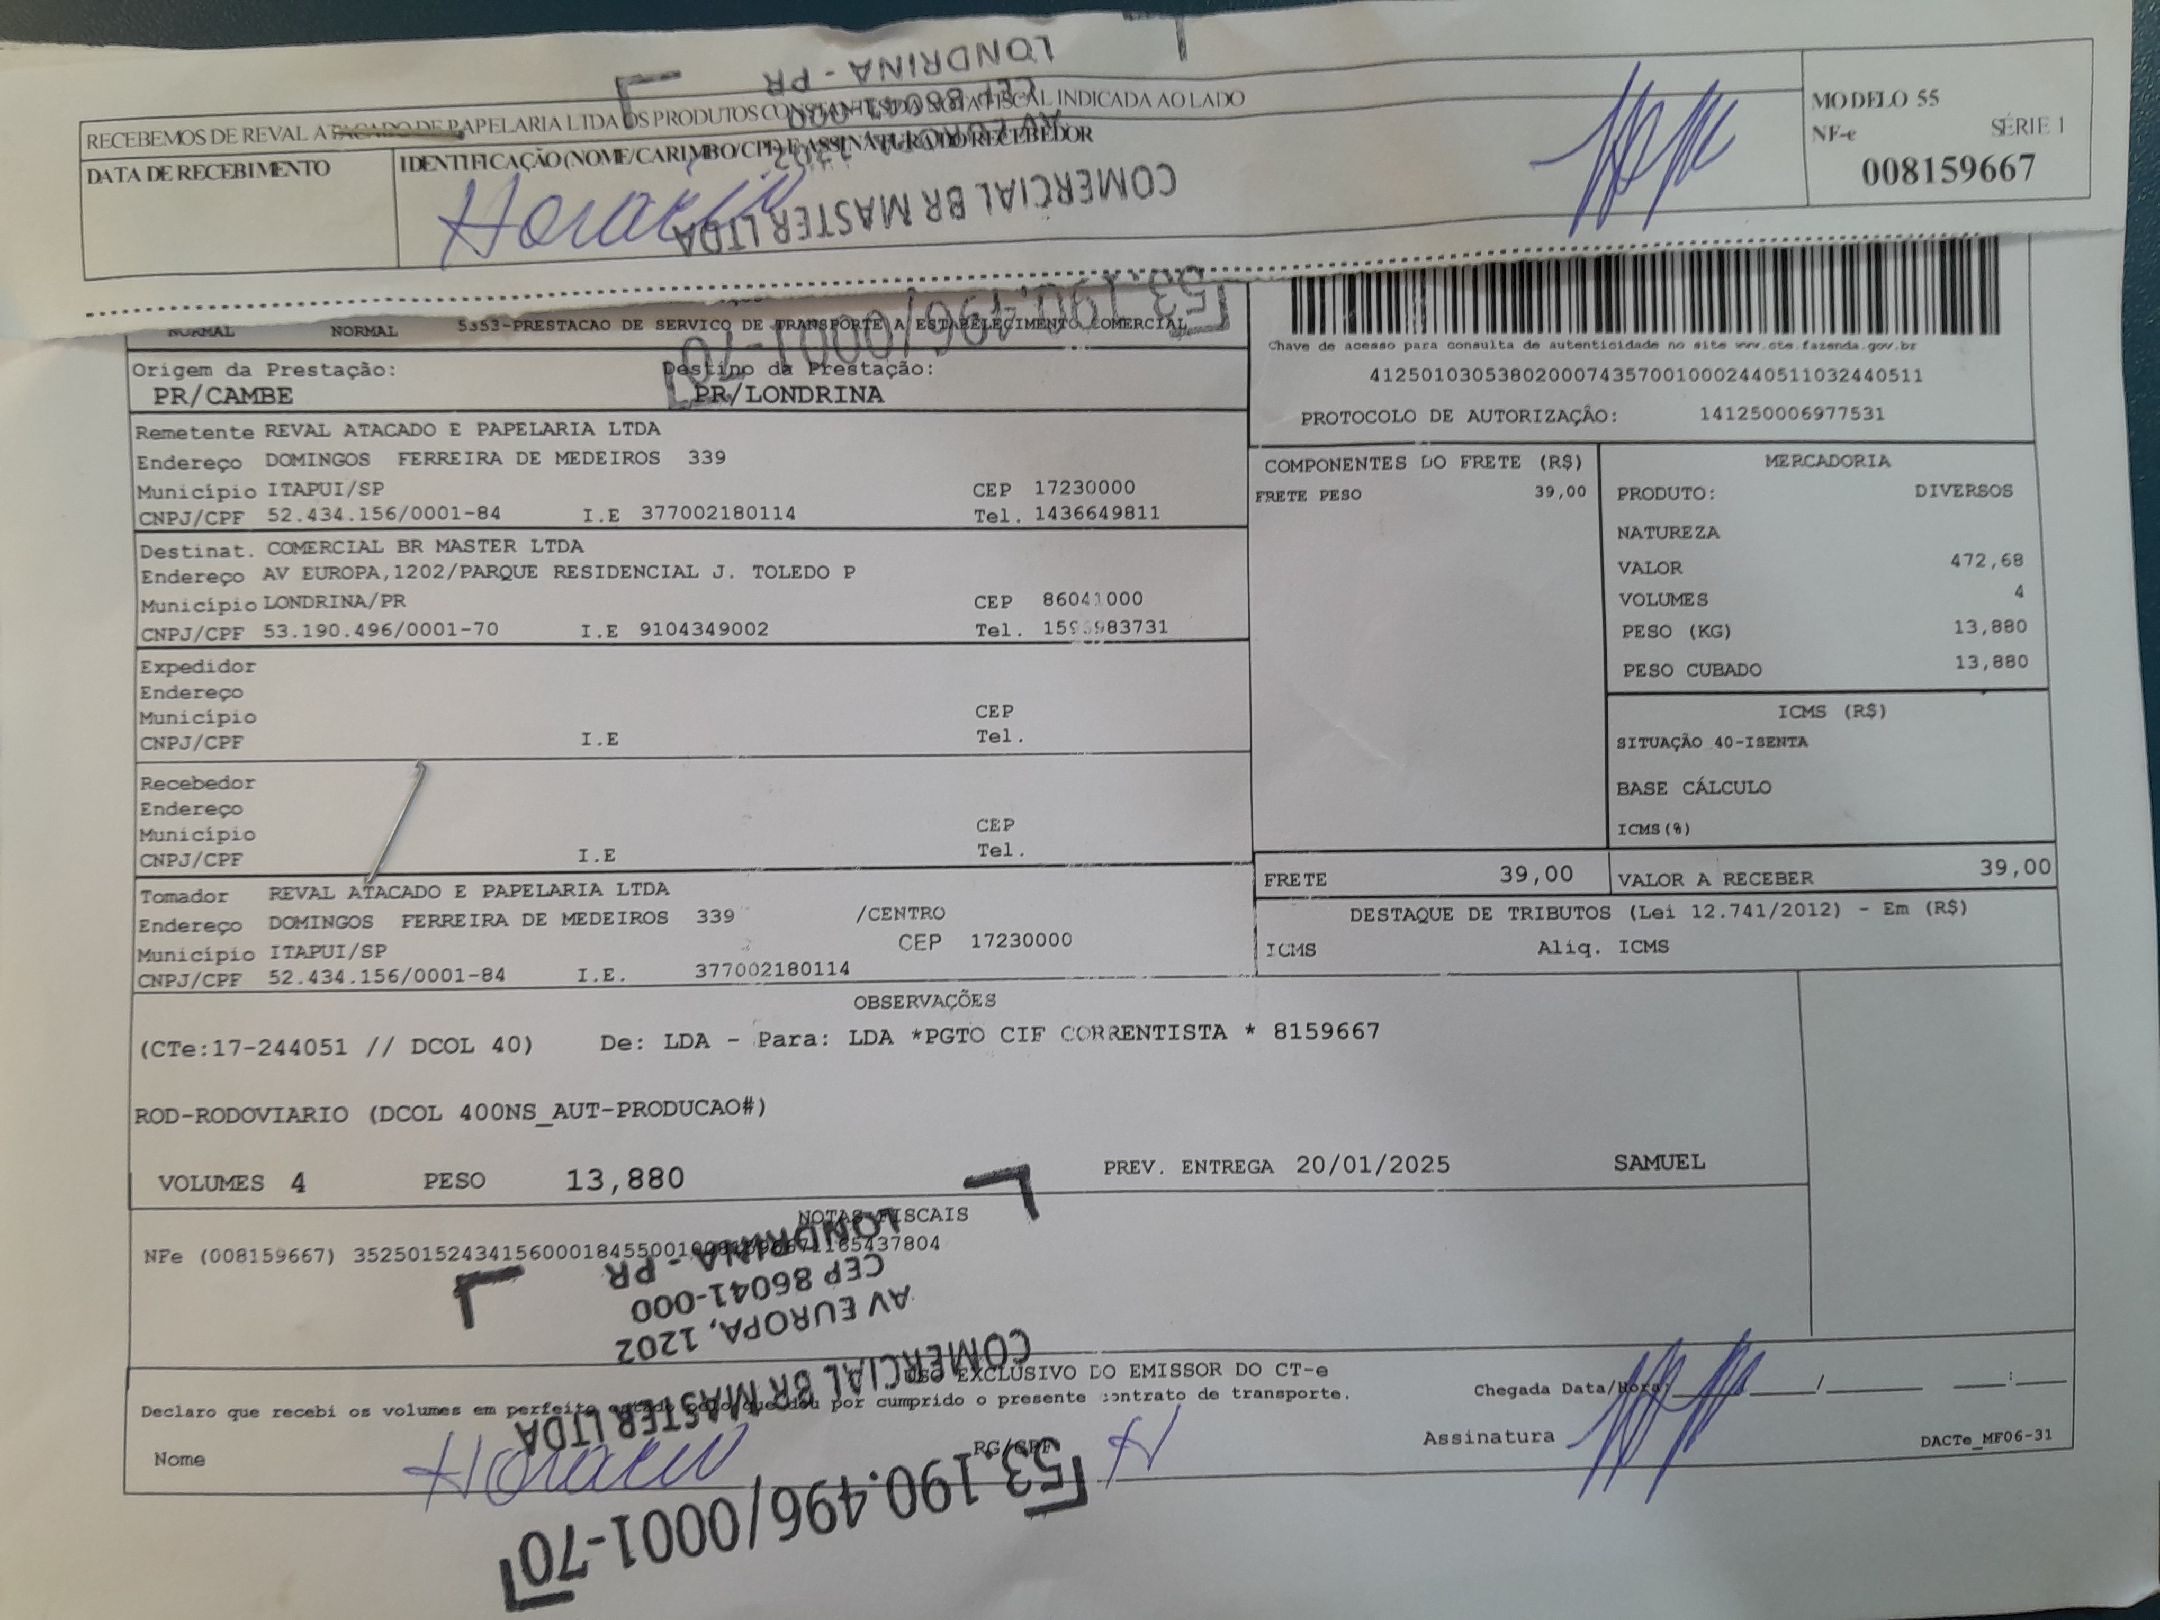 LONDRINA - PR
CEP 86041-000
AV EUROPA, 1202
COMERCIAL BR MASTER LTDA
RECEBEMOS DE REVAL ATACADO DE PAPELARIA LTDA OS PRODUTOS CONSTANTES DA NOTA FISCAL INDICADA AO LADO
DATA DE RECEBIMENTO
IDENTIFICAÇÃO (NOME/CARIMBO/CPF) E ASSINATURA DO RECEBEDOR
Horacio
MODELO 55
NF-e SÉRIE 1
008159667
53.190.496/0001-70
NORMAL NORMAL 5353-PRESTACAO DE SERVICO DE TRANSPORTE A ESTABELECIMENTO COMERCIAL
Origem da Prestação: Destino da Prestação:
PR/CAMBE PR/LONDRINA
Chave de acesso para consulta de autenticidade no site www.cte.fazenda.gov.br
41250103053802000743570010002440511032440511
PROTOCOLO DE AUTORIZAÇÃO: 141250006977531
Remetente REVAL ATACADO E PAPELARIA LTDA
Endereço DOMINGOS FERREIRA DE MEDEIROS 339
Município ITAPUI/SP CEP 17230000
CNPJ/CPF 52.434.156/0001-84 I.E 377002180114 Tel. 1436649811
Destinat. COMERCIAL BR MASTER LTDA
Endereço AV EUROPA,1202/PARQUE RESIDENCIAL J. TOLEDO P
Município LONDRINA/PR CEP 86041000
CNPJ/CPF 53.190.496/0001-70 I.E 9104349002 Tel.
Expedidor
Endereço
Município CEP
CNPJ/CPF I.E Tel.
Recebedor
Endereço
Município CEP
CNPJ/CPF I.E Tel.
Tomador REVAL ATACADO E PAPELARIA LTDA
Endereço DOMINGOS FERREIRA DE MEDEIROS 339 /CENTRO
Município ITAPUI/SP CEP 17230000
CNPJ/CPF 52.434.156/0001-84 I.E. 377002180114
COMPONENTES DO FRETE (R$)
FRETE PESO 39,00
MERCADORIA
PRODUTO: DIVERSOS
NATUREZA
VALOR 472,68
VOLUMES 4
PESO (KG) 13,880
PESO CUBADO 13,880
ICMS (R$)
SITUAÇÃO 40-ISENTA
BASE CÁLCULO
ICMS(%)
FRETE 39,00 VALOR A RECEBER 39,00
DESTAQUE DE TRIBUTOS (Lei 12.741/2012) - Em (R$)
ICMS Aliq. ICMS
OBSERVAÇÕES
(CTe:17-244051 // DCOL 40) De: LDA - Para: LDA *PGTO CIF CORRENTISTA * 8159667
ROD-RODOVIARIO (DCOL 400NS_AUT-PRODUCAO#)
VOLUMES 4 PESO 13,880 PREV. ENTREGA 20/01/2025 SAMUEL
NOTAS FISCAIS
NFe (008159667)
LONDRINA - PR
CEP 86041-000
AV EUROPA, 1202
COMERCIAL BR MASTER LTDA
USO EXCLUSIVO DO EMISSOR DO CT-e
Declaro que recebi os volumes em perfeito estado pelo que dou por cumprido o presente contrato de transporte.
Chegada Data/Hora: / :
Nome Horacio RG/CPF H Assinatura
DACTe_MF06-31
53.190.496/0001-70